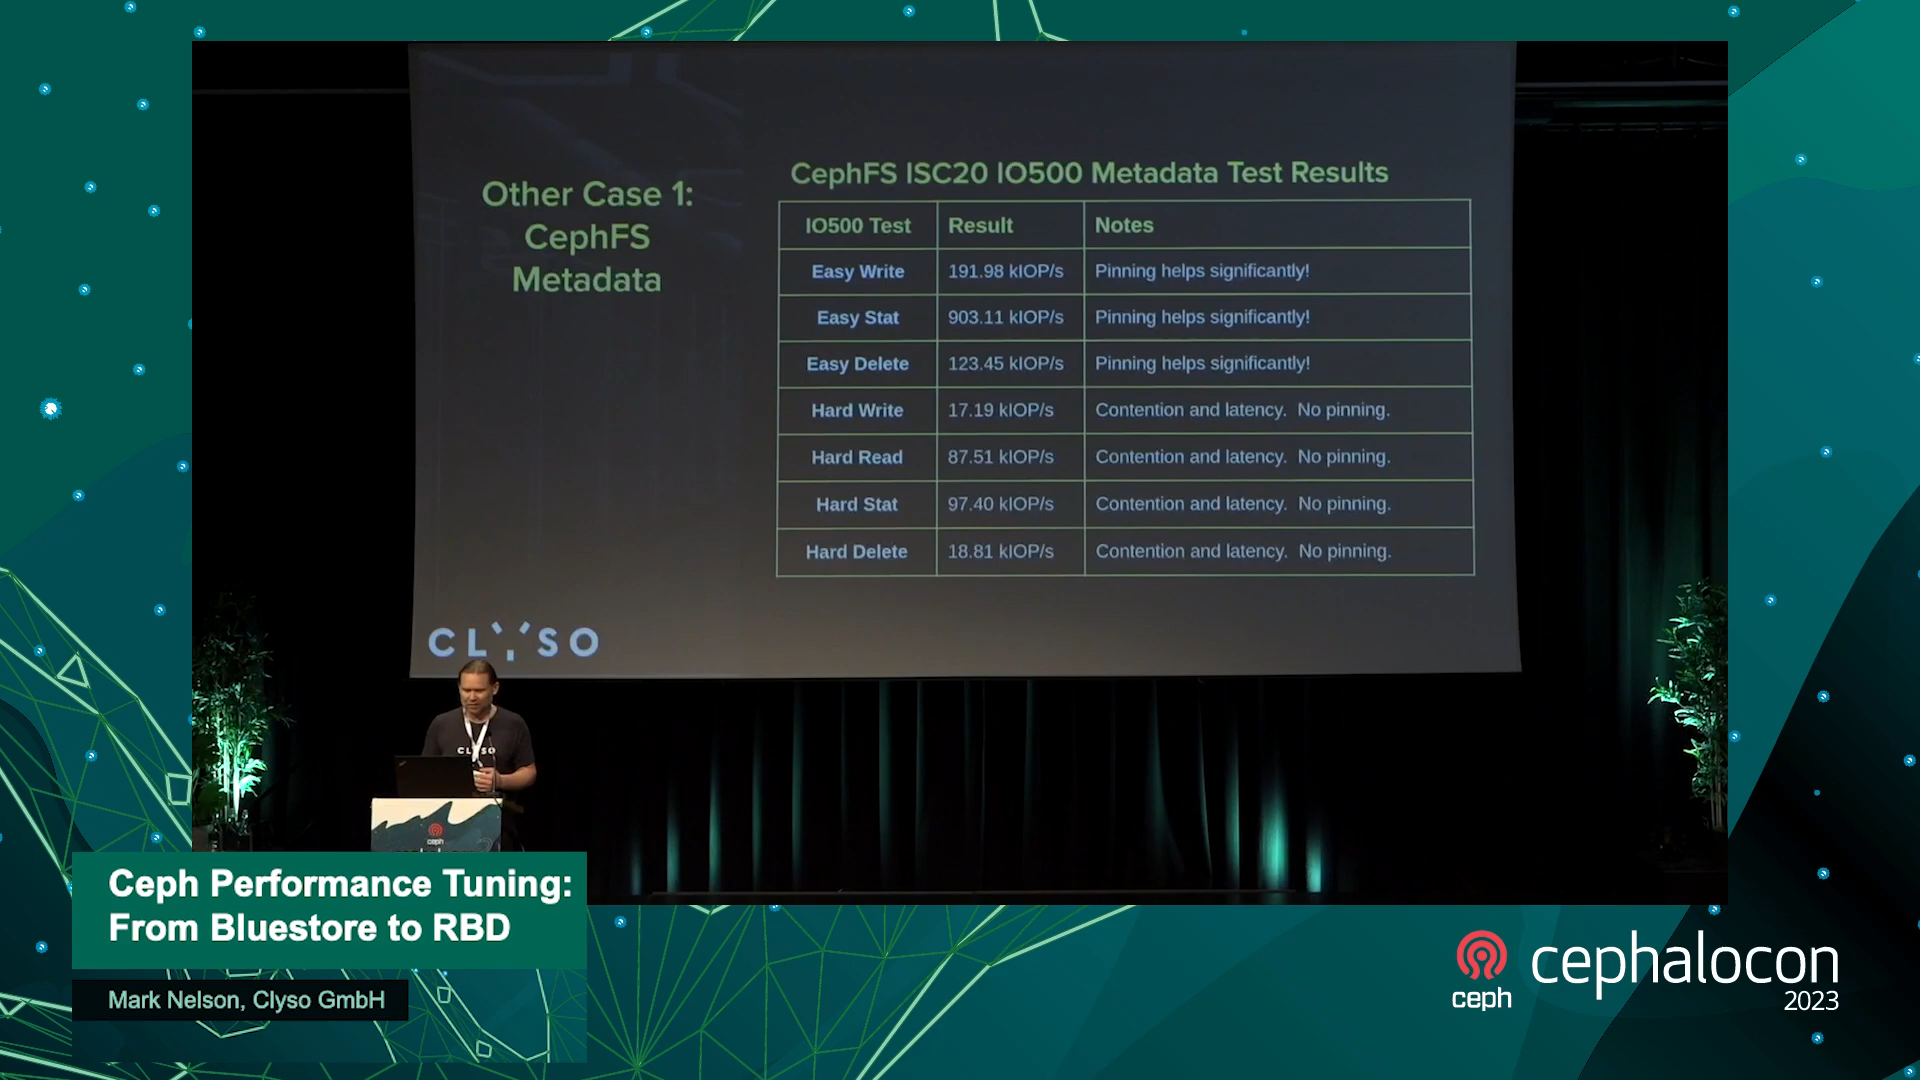 Other Case 1:
CephFS
Metadata
CephFS ISC20 IO500 Metadata Test Results
IO500 Test Result Notes
Easy Write 191.98 kIOP/s Pinning helps significantly!
Easy Stat 903.11 kIOP/s Pinning helps significantly!
Easy Delete 123.45 kIOP/s Pinning helps significantly!
Hard Write 17.19 kIOP/s Contention and latency. No pinning.
Hard Read 87.51 kIOP/s Contention and latency. No pinning.
Hard Stat 97.40 kIOP/s Contention and latency. No pinning.
Hard Delete 18.81 kIOP/s Contention and latency. No pinning.
CLYSO
CLYSO
ceph
Ceph Performance Tuning:
From Bluestore to RBD
Mark Nelson, Clyso GmbH
ceph
cephalocon
2023